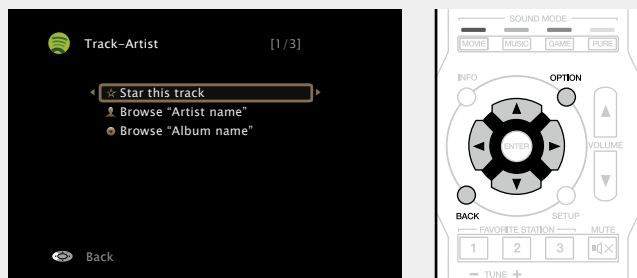 Track–Artist [1/3]
☆ Star this track
Browse “Artist name”
Browse “Album name”
Back
SOUND MODE
MOVIE MUSIC GAME PURE
INFO OPTION
ENTER
VOLUME
BACK SETUP
FAVORITE STATION MUTE
1 2 3
– TUNE +